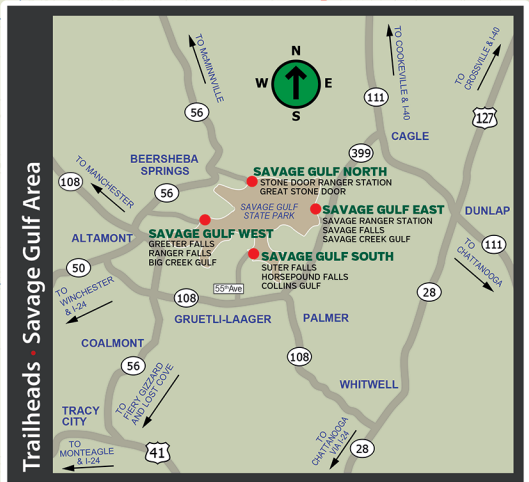 Trailheads • Savage Gulf Area
N
W E
S
TO McMINNVILLE
TO COOKEVILLE & I-40
TO CROSSVILLE & I-40
56
111
127
399
CAGLE
BEERSHEBA
SPRINGS
TO MANCHESTER
108
56
SAVAGE GULF NORTH
STONE DOOR RANGER STATION
GREAT STONE DOOR
SAVAGE GULF
STATE PARK
SAVAGE GULF EAST
SAVAGE RANGER STATION
SAVAGE FALLS
SAVAGE CREEK GULF
DUNLAP
111
TO
CHATTANOOGA
ALTAMONT
SAVAGE GULF WEST
GREETER FALLS
RANGER FALLS
BIG CREEK GULF
SAVAGE GULF SOUTH
SUTER FALLS
HORSEPOUND FALLS
COLLINS GULF
50
TO
WINCHESTER
& I-24
108
55th Ave
28
GRUETLI-LAAGER
PALMER
COALMONT
56
108
WHITWELL
TO
FIERY GIZZARD
AND LOST COVE
TRACY
CITY
TO
MONTEAGLE
& I-24
41
TO
CHATTANOOGA
VIA I-24
28